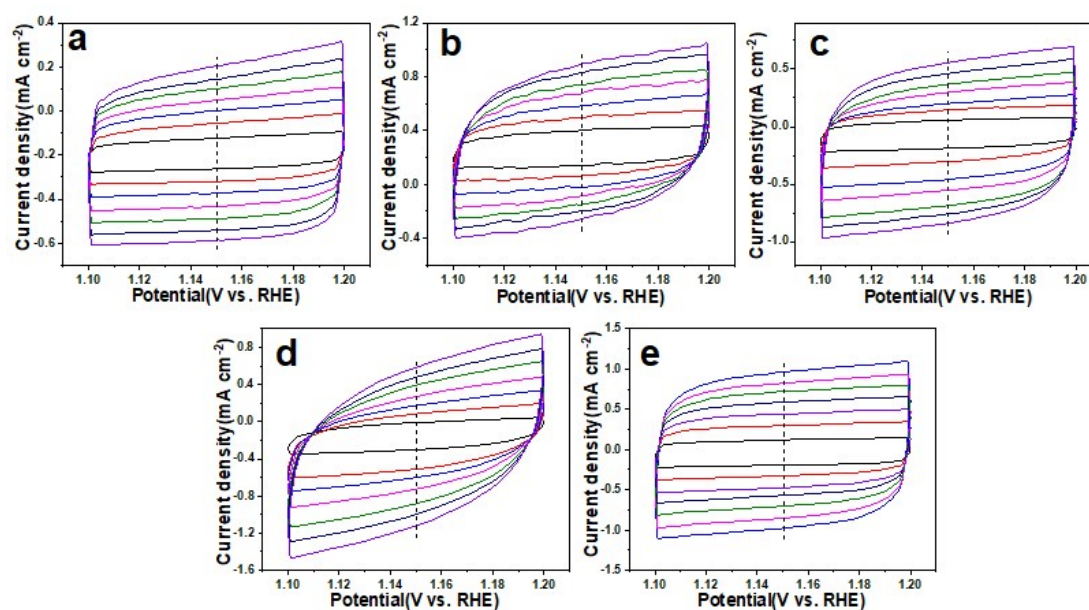 a
Current density(mA cm-2)
0.4
0.2
0.0
-0.2
-0.4
-0.6
1.10 1.12 1.14 1.16 1.18 1.20
Potential(V vs. RHE)
b
Current density(mA cm-2)
1.2
0.8
0.4
0.0
-0.4
1.10 1.12 1.14 1.16 1.18 1.20
Potential(V vs. RHE)
c
Current density(mA cm-2)
0.5
0.0
-0.5
-1.0
1.10 1.12 1.14 1.16 1.18 1.20
Potential(V vs. RHE)
d
Current density(mA cm-2)
0.8
0.4
0.0
-0.4
-0.8
-1.2
-1.6
1.10 1.12 1.14 1.16 1.18 1.20
Potential(V vs. RHE)
e
Current density(mA cm-2)
1.5
1.0
0.5
0.0
-0.5
-1.0
-1.5
1.10 1.12 1.14 1.16 1.18 1.20
Potential(V vs. RHE)